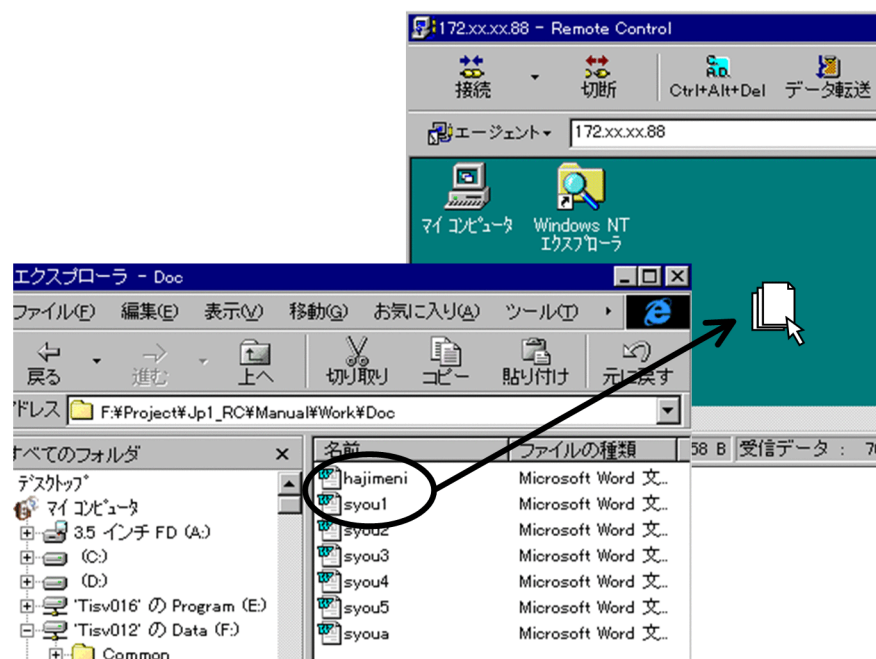 172.xx.xx.88 - Remote Control
接続
切断
Ctrl+Alt+Del
データ転送
エージェント
172.xx.xx.88
マイ コンピュータ
Windows NT
エクスプローラ
エクスプローラ - Doc
ファイル(F) 編集(E) 表示(V) 移動(G) お気に入り(A) ツール(T)
戻る
進む
上へ
切り取り
コピー
貼り付け
元に戻す
ドレス F:¥Project¥Jp1_RC¥Manual¥Work¥Doc
58 B 受信データ :
すべてのフォルダ
名前 ファイルの種類
デスクトップ
マイ コンピュータ
3.5 インチ FD (A:)
(C:)
(D:)
'Tisv016' の Program (E:)
'Tisv012' の Data (F:)
Common
hajimeni Microsoft Word 文...
syou1 Microsoft Word 文...
syou2 Microsoft Word 文...
syou3 Microsoft Word 文...
syou4 Microsoft Word 文...
syou5 Microsoft Word 文...
syoua Microsoft Word 文...